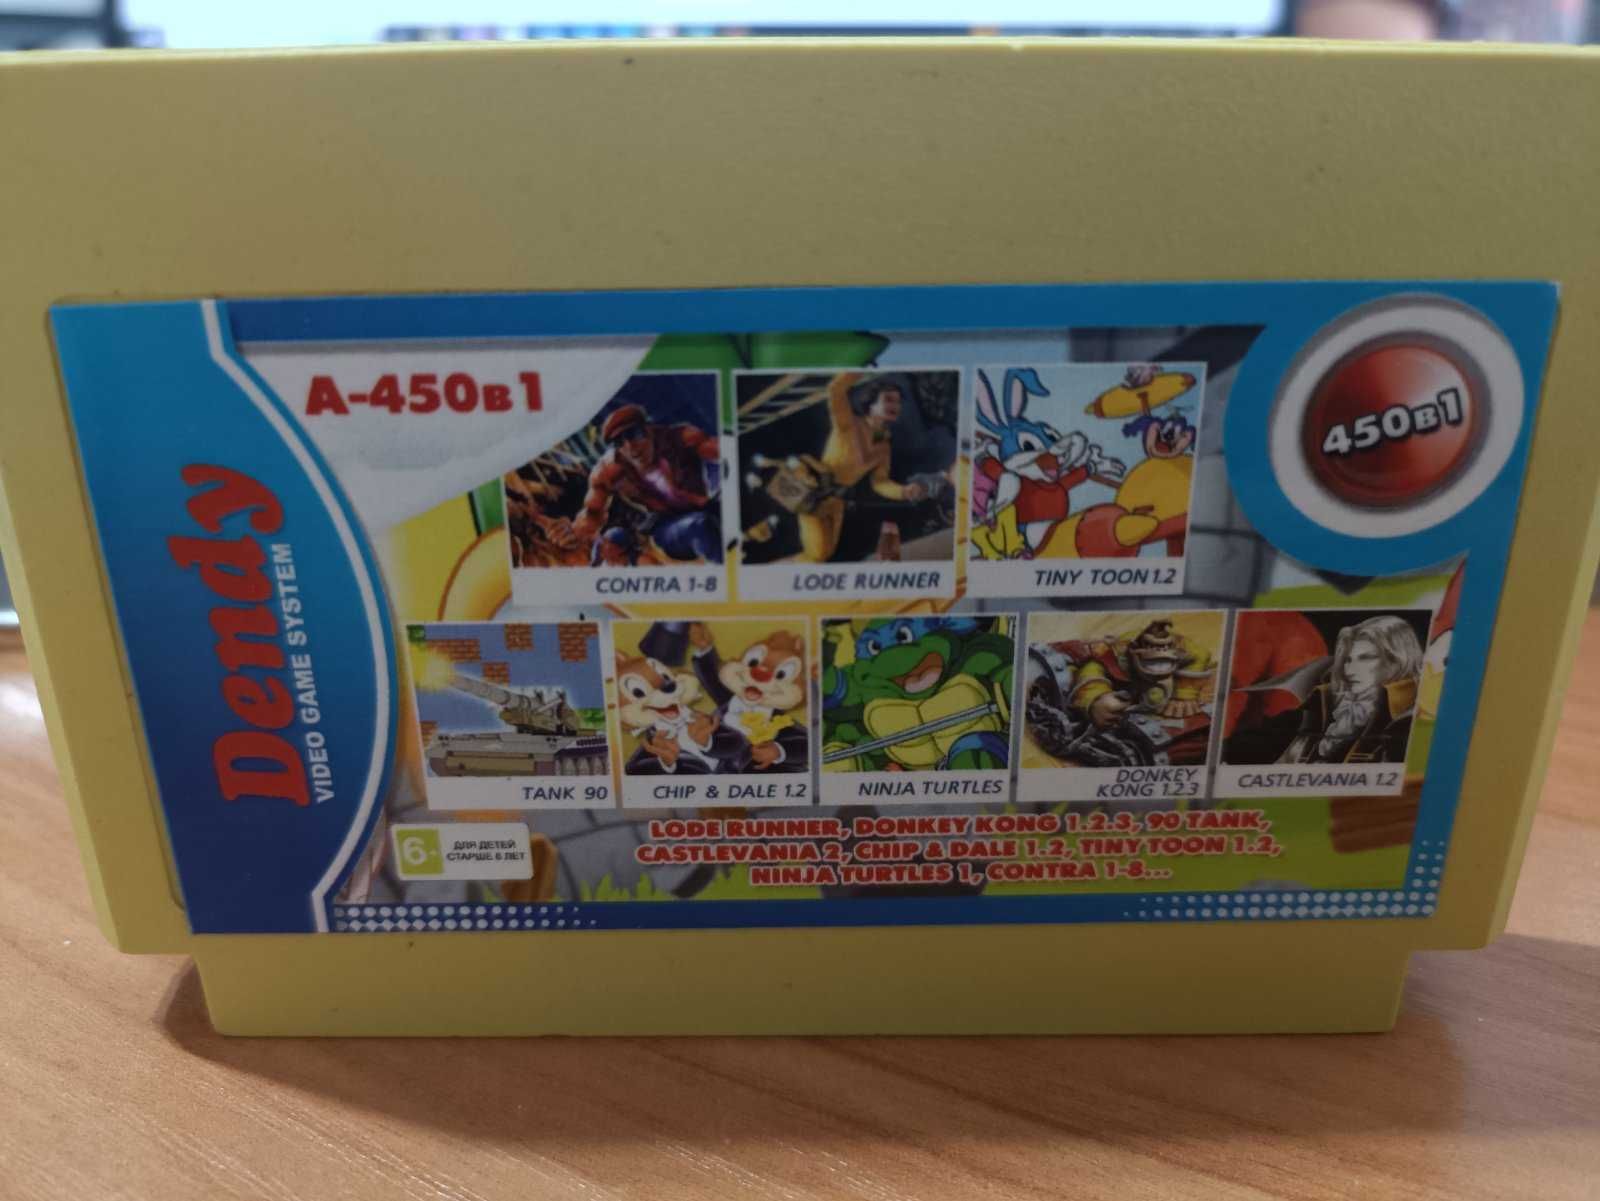 A-450в1
450в1
Dendy
VIDEO GAME SYSTEM
CONTRA 1-8
LODE RUNNER
TINY TOON 1.2
TANK 90
CHIP & DALE 1.2
NINJA TURTLES
DONKEY
KONG 1.2.3
CASTLEVANIA 1.2
6+
ДЛЯ ДЕТЕЙ
СТАРШЕ 6 ЛЕТ
LODE RUNNER, DONKEY KONG 1.2.3, 90 TANK,
CASTLEVANIA 2, CHIP & DALE 1.2, TINY TOON 1.2,
NINJA TURTLES 1, CONTRA 1-8...